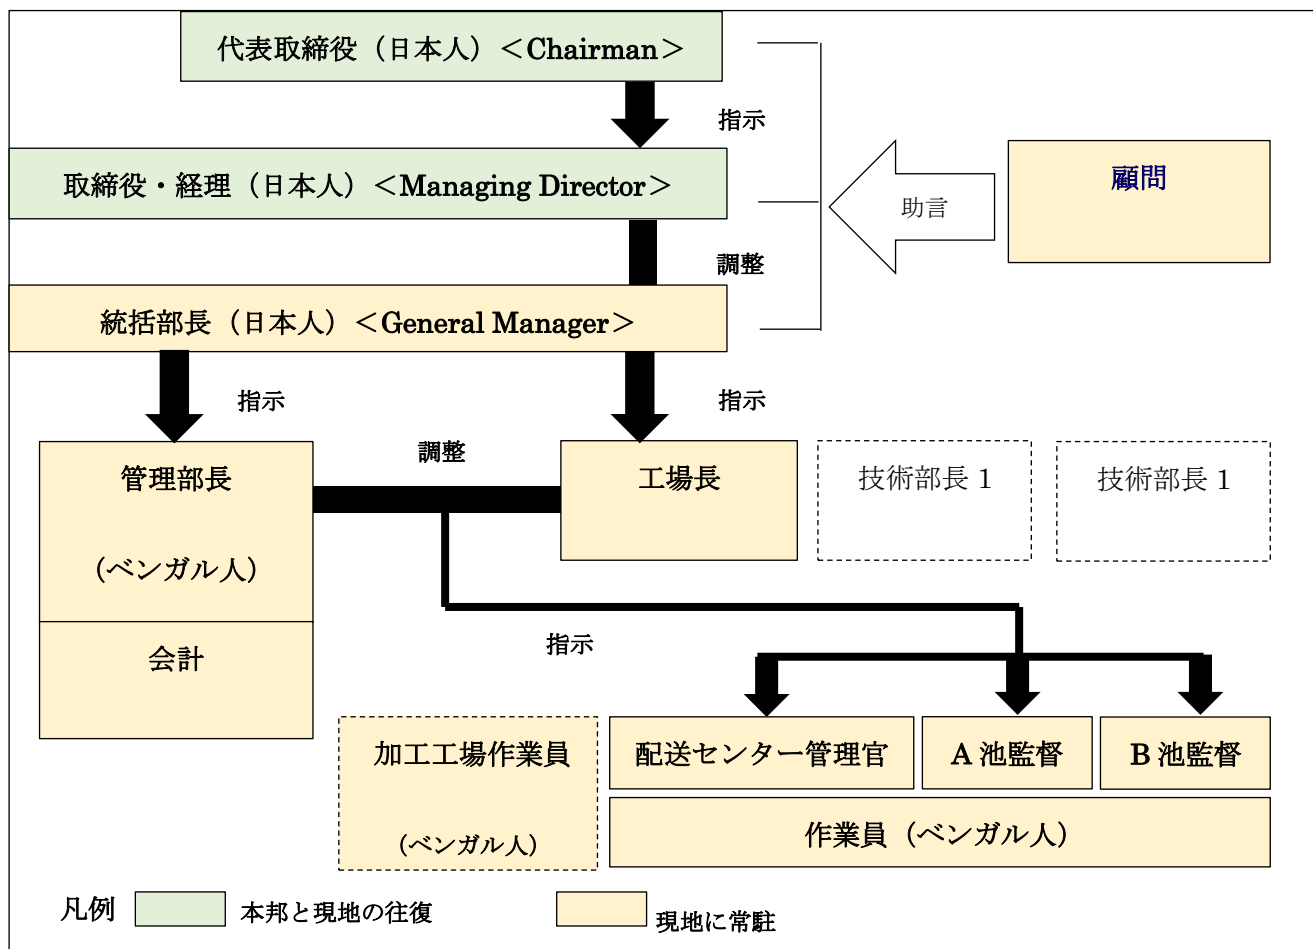 代表取締役（日本人）＜Chairman＞
指示
取締役・経理（日本人）＜Managing Director＞
顧問
助言
調整
統括部長（日本人）＜General Manager＞
指示
指示
管理部長
（ベンガル人）
会計
調整
工場長
技術部長 1
技術部長 1
指示
加工工場作業員
（ベンガル人）
配送センター管理官
A 池監督
B 池監督
作業員（ベンガル人）
凡例
本邦と現地の往復
現地に常駐